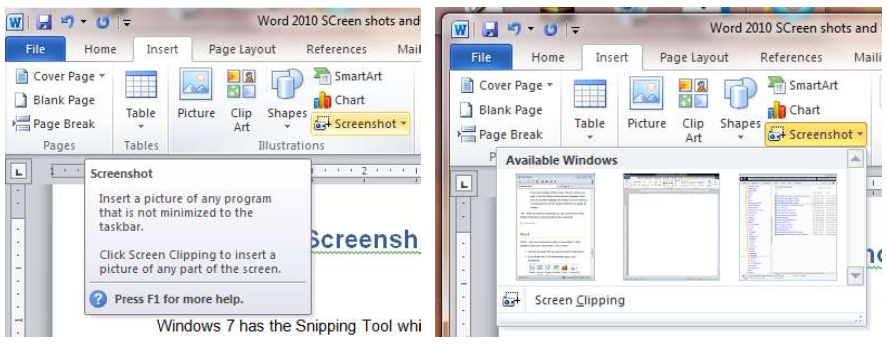 Word 2010 SCreen shots and
File Home Insert Page Layout References Mail
Cover Page
Blank Page
Page Break
Table
Picture
Clip Art
Shapes
SmartArt
Chart
Screenshot
Pages Tables Illustrations
2
Screenshot
Insert a picture of any program
that is not minimized to the
taskbar.
Click Screen Clipping to insert a
picture of any part of the screen.
Press F1 for more help.
Screensh
Windows 7 has the Snipping Tool whi
Word 2010 SCreen shots and
File Home Insert Page Layout References Maili
Cover Page
Blank Page
Page Break
Table
Picture
Clip Art
Shapes
SmartArt
Chart
Screenshot
P
Available Windows
Screen Clipping